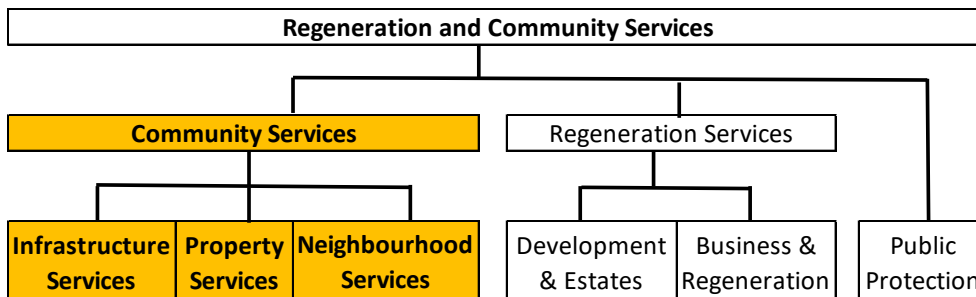 Regeneration and Community Services
Community Services
Regeneration Services
Infrastructure
Services
Property
Services
Neighbourhood
Services
Development
& Estates
Business &
Regeneration
Public
Protection